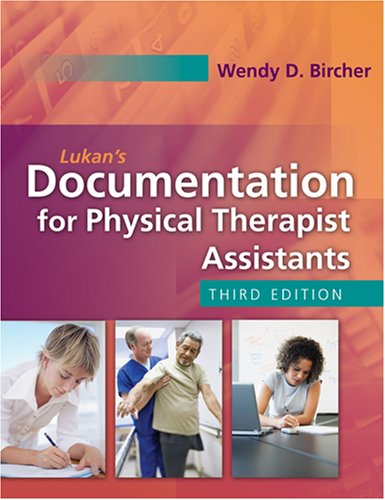 Wendy D. Bircher
Lukan's
Documentation
for Physical Therapist
Assistants
THIRD EDITION